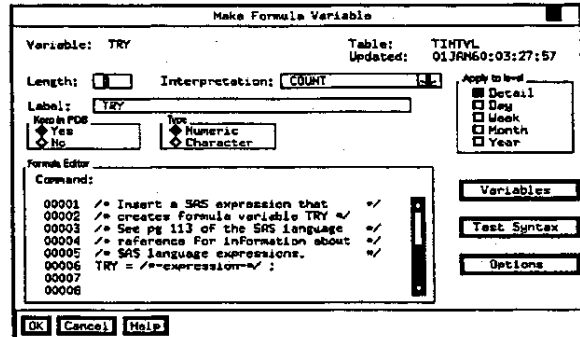 Make Formula Variable
Variable: TRY
Table: TIMTVL
Updated: 01JAN60:03:27:57
Length:
Interpretation: COUNT
Label: TRY
Apply to level
Detail
Day
Week
Month
Year
Keep in PDB
Yes
No
Type
Numeric
Character
Formula Editor
Command:
00001 /* Insert a SAS expression that */
00002 /* creates formula variable TRY */
00003 /* See pg 113 of the SAS language */
00004 /* reference for information about */
00005 /* SAS language expressions. */
00006 TRY = /*-expression-*/ ;
00007
00008
Variables
Test Syntax
Options
OK Cancel Help